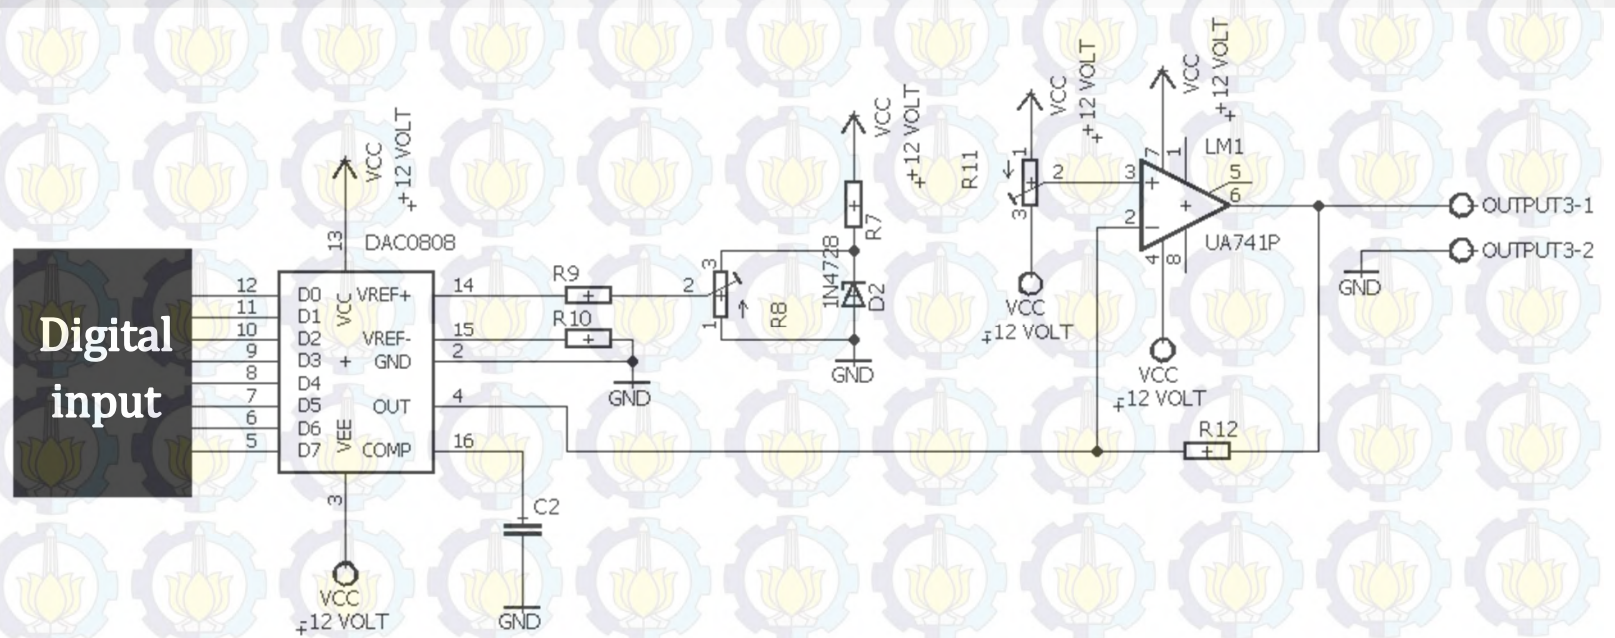 VCC
+12 VOLT
13
DAC0808
Digital
input
12
11
10
9
8
7
6
5
D0
D1
D2
D3
D4
D5
D6
D7
VCC
+
VEE
VREF+
VREF-
GND
OUT
COMP
14
15
2
4
16
3
VCC
+-12 VOLT
R9
+
R10
+
GND
C2
GND
2
3
1
+
R8
VCC
+12 VOLT
+
R7
1N4728
D2
GND
VCC
+12 VOLT
R11
1
2
3
+
VCC
+-12 VOLT
VCC
+12 VOLT
LM1
7
1
3
+
2
-
+
5
6
4
8
UA741P
VCC
+-12 VOLT
R12
+
OUTPUT3-1
OUTPUT3-2
GND